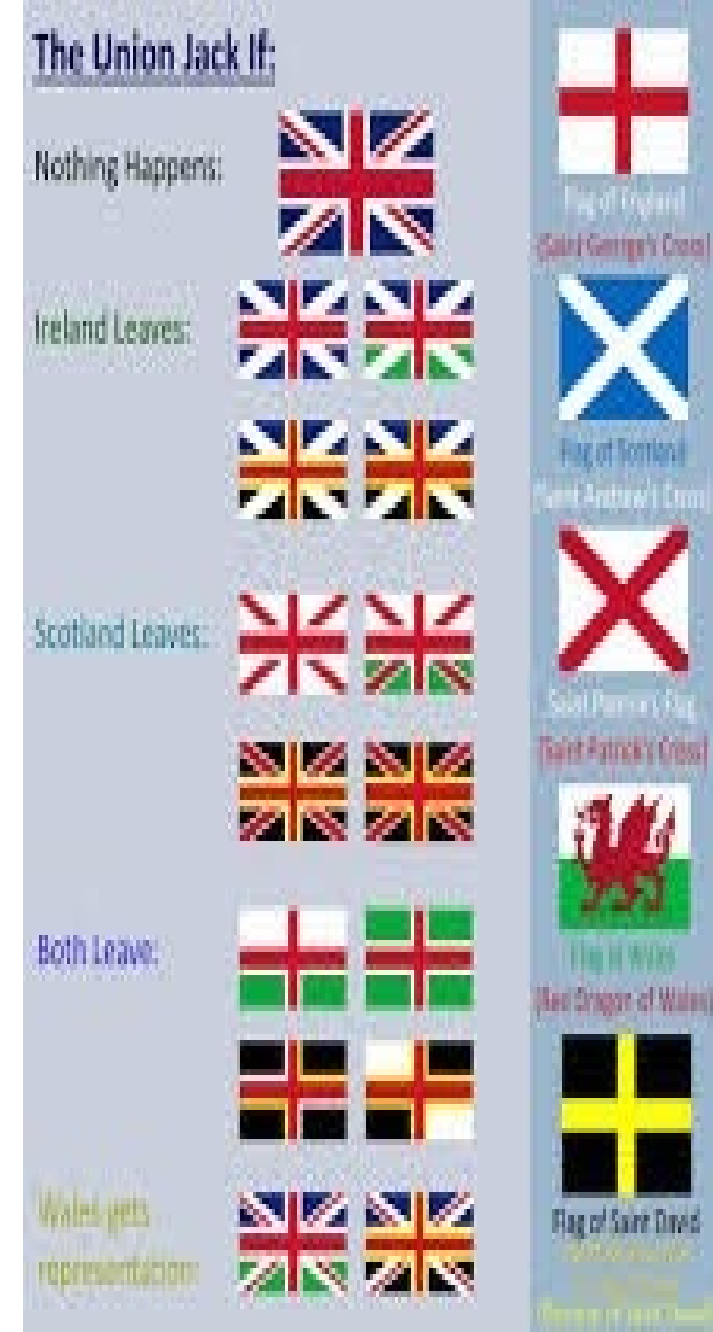 The Union Jack If:
Nothing Happens:
Ireland Leaves:
Scotland Leaves:
Both Leave:
Wales gets
representation:
Flag of England
(Saint George's Cross)
Flag of Scotland
(Saint Andrew's Cross)
Saint Patrick's Flag
(Saint Patrick's Cross)
Flag of Wales
(Red Dragon of Wales)
Flag of Saint David